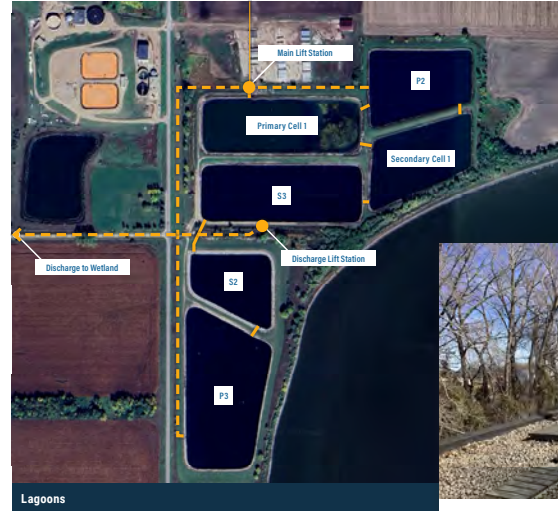 Main Lift Station
P2
Primary Cell 1
Secondary Cell 1
S3
Discharge Lift Station
Discharge to Wetland
S2
P3
Lagoons